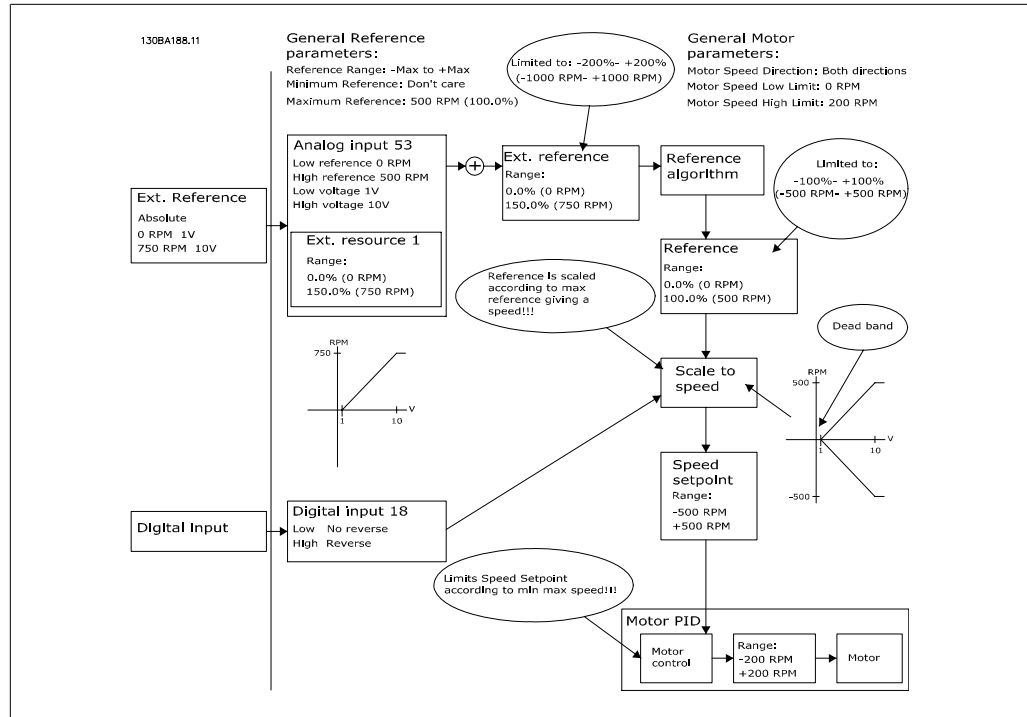 130BA188.11
General Reference
parameters:
Reference Range: -Max to +Max
Minimum Reference: Don't care
Maximum Reference: 500 RPM (100.0%)
Limited to: -200%- +200%
(-1000 RPM- +1000 RPM)
General Motor
parameters:
Motor Speed Direction: Both directions
Motor Speed Low Limit: 0 RPM
Motor Speed High Limit: 200 RPM
Ext. Reference
Absolute
0 RPM 1V
750 RPM 10V
Analog input 53
Low reference 0 RPM
High reference 500 RPM
Low voltage 1V
High voltage 10V
Ext. resource 1
Range:
0.0% (0 RPM)
150.0% (750 RPM)
+
Ext. reference
Range:
0.0% (0 RPM)
150.0% (750 RPM)
Reference
algorithm
Limited to:
-100%- +100%
(-500 RPM- +500 RPM)
Reference
Range:
0.0% (0 RPM)
100.0% (500 RPM)
Reference is scaled
according to max
reference giving a
speed!!!
RPM
750
1
10
V
Scale to
speed
Dead band
RPM
500
1
10
V
-500
Speed
setpoint
Range:
-500 RPM
+500 RPM
Digital Input
Digital input 18
Low No reverse
High Reverse
Limits Speed Setpoint
according to min max speed!!!
Motor PID
Motor
control
Range:
-200 RPM
+200 RPM
Motor